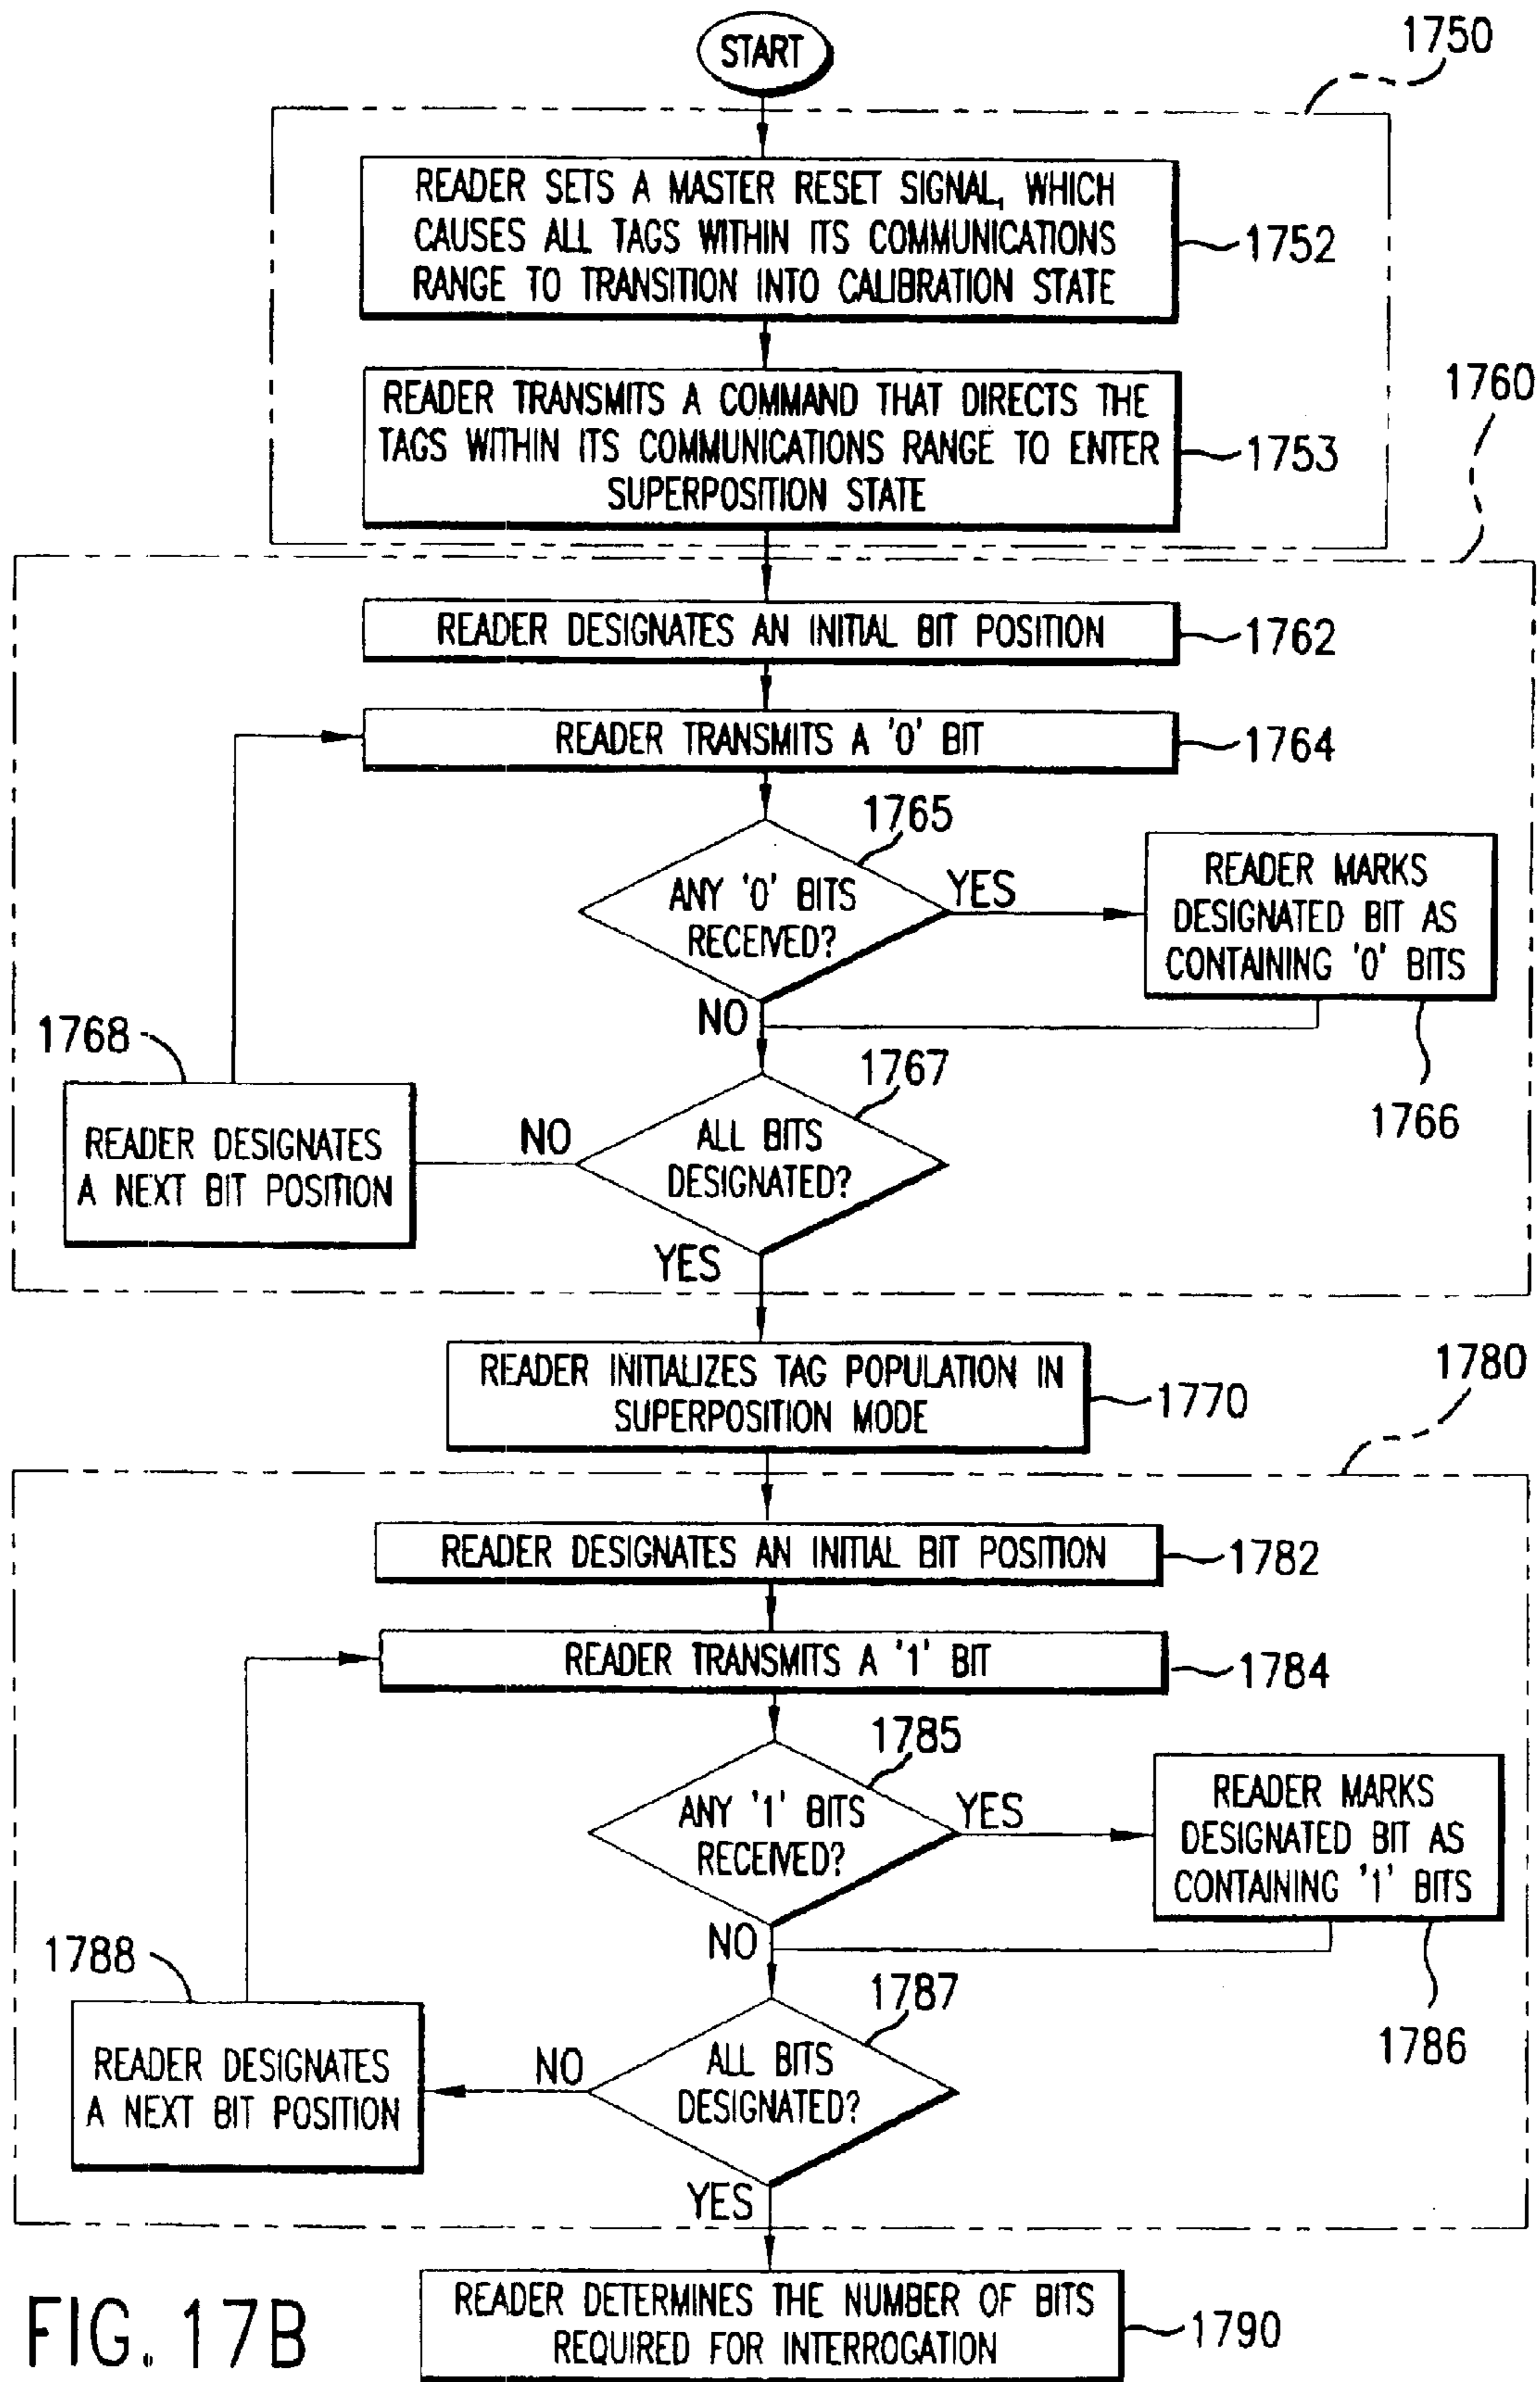 START
1750
READER SETS A MASTER RESET SIGNAL, WHICH
CAUSES ALL TAGS WITHIN ITS COMMUNICATIONS
RANGE TO TRANSITION INTO CALIBRATION STATE
1752
READER TRANSMITS A COMMAND THAT DIRECTS THE
TAGS WITHIN ITS COMMUNICATIONS RANGE TO ENTER
SUPERPOSITION STATE
1753
1760
READER DESIGNATES AN INITIAL BIT POSITION
1762
READER TRANSMITS A '0' BIT
1764
1765
ANY '0' BITS
RECEIVED?
YES
READER MARKS
DESIGNATED BIT AS
CONTAINING '0' BITS
NO
1766
1768
1767
READER DESIGNATES
A NEXT BIT POSITION
NO
ALL BITS
DESIGNATED?
YES
READER INITIALIZES TAG POPULATION IN
SUPERPOSITION MODE
1770
1780
READER DESIGNATES AN INITIAL BIT POSITION
1782
READER TRANSMITS A '1' BIT
1784
1785
ANY '1' BITS
RECEIVED?
YES
READER MARKS
DESIGNATED BIT AS
CONTAINING '1' BITS
NO
1786
1788
1787
READER DESIGNATES
A NEXT BIT POSITION
NO
ALL BITS
DESIGNATED?
YES
READER DETERMINES THE NUMBER OF BITS
REQUIRED FOR INTERROGATION
1790
FIG. 17B